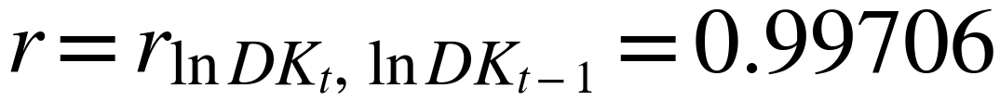 r = r_{ln DK_t, ln DK_{t-1}} = 0.99706